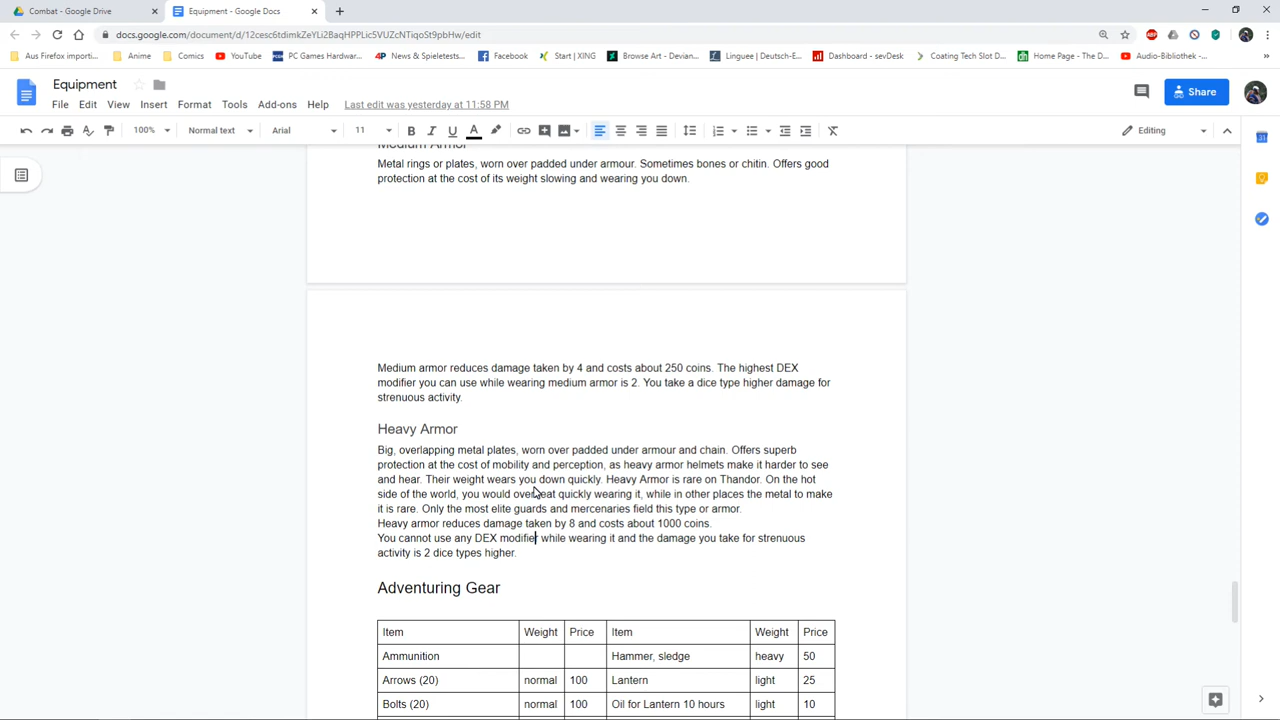 Combat - Google Drive
Equipment - Google Docs
docs.google.com/document/d/12cesc6tdimkZeYLi2BaqHPPLic5VUZcNTiqoSt9pbHw/edit
Aus Firefox importi...
Anime
Comics
YouTube
PC Games Hardwar...
News & Spieletests...
Facebook
Start | XING
Browse Art - Devian...
Linguee | Deutsch-E...
Dashboard - sevDesk
Coating Tech Slot D...
Home Page - The D...
Audio-Bibliothek -...
Equipment
File Edit View Insert Format Tools Add-ons Help Last edit was yesterday at 11:58 PM
Share
100% Normal text Arial 11 Editing
Medium Armor
Metal rings or plates, worn over padded under armour. Sometimes bones or chitin. Offers good
protection at the cost of its weight slowing and wearing you down.
Medium armor reduces damage taken by 4 and costs about 250 coins. The highest DEX
modifier you can use while wearing medium armor is 2. You take a dice type higher damage for
strenuous activity.
Heavy Armor
Big, overlapping metal plates, worn over padded under armour and chain. Offers superb
protection at the cost of mobility and perception, as heavy armor helmets make it harder to see
and hear. Their weight wears you down quickly. Heavy Armor is rare on Thandor. On the hot
side of the world, you would overheat quickly wearing it, while in other places the metal to make
it is rare. Only the most elite guards and mercenaries field this type or armor.
Heavy armor reduces damage taken by 8 and costs about 1000 coins.
You cannot use any DEX modifier while wearing it and the damage you take for strenuous
activity is 2 dice types higher.
Adventuring Gear
Item Weight Price Item Weight Price
Ammunition Hammer, sledge heavy 50
Arrows (20) normal 100 Lantern light 25
Bolts (20) normal 100 Oil for Lantern 10 hours light 10